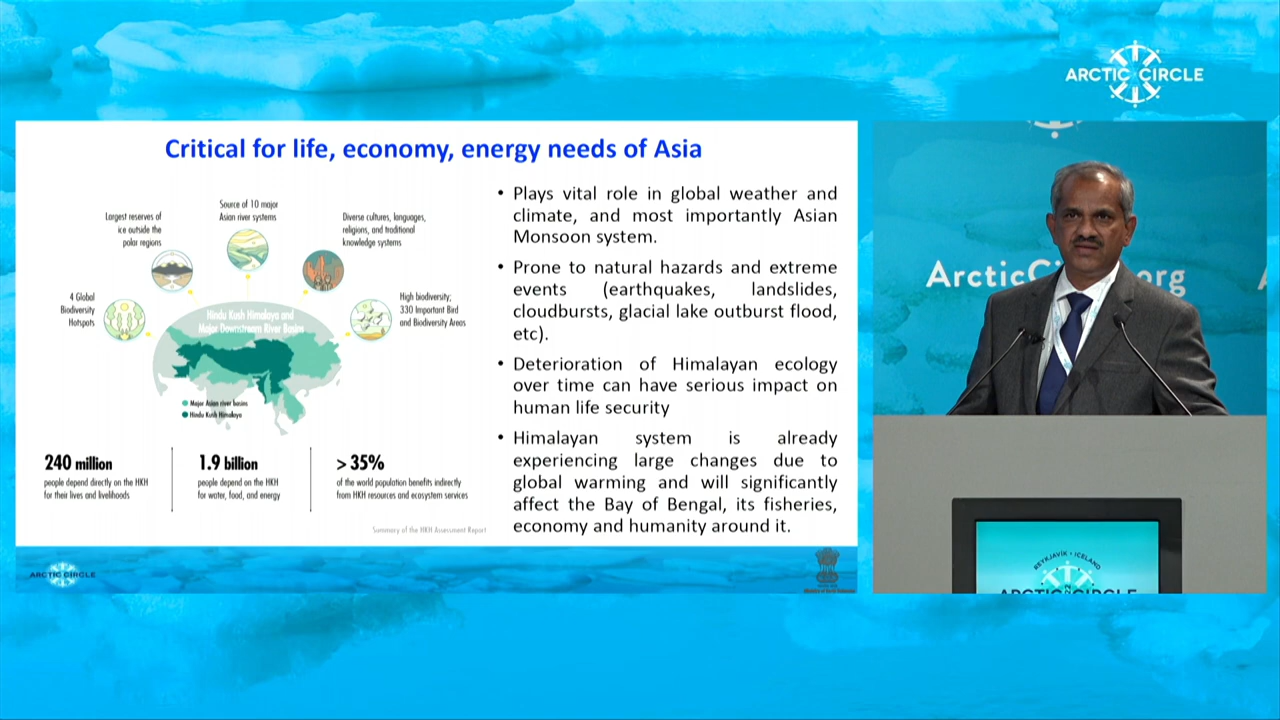 ARCTIC CIRCLE
Critical for life, economy, energy needs of Asia
Source of 10 major
Asian river systems
Largest reserves of
ice outside the
polar regions
Diverse cultures, languages,
religions, and traditional
knowledge systems
4 Global
Biodiversity
Hotspots
High biodiversity;
330 Important Bird
and Biodiversity Areas
Hindu Kush Himalaya and
Major Downstream River Basins
Major Asian river basins
Hindu Kush Himalaya
240 million
people depend directly on the HKH
for their lives and livelihoods
1.9 billion
people depend on the HKH
for water, food, and energy
> 35%
of the world population benefits indirectly
from HKH resources and ecosystem services
Summary of the HKH Assessment Report
• Plays vital role in global weather and
climate, and most importantly Asian
Monsoon system.
• Prone to natural hazards and extreme
events (earthquakes, landslides,
cloudbursts, glacial lake outburst flood,
etc).
• Deterioration of Himalayan ecology
over time can have serious impact on
human life security
• Himalayan system is already
experiencing large changes due to
global warming and will significantly
affect the Bay of Bengal, its fisheries,
economy and humanity around it.
ARCTIC CIRCLE
ArcticCi rg
REYKJAVÍK • ICELAND
ARCTIC CIRCLE